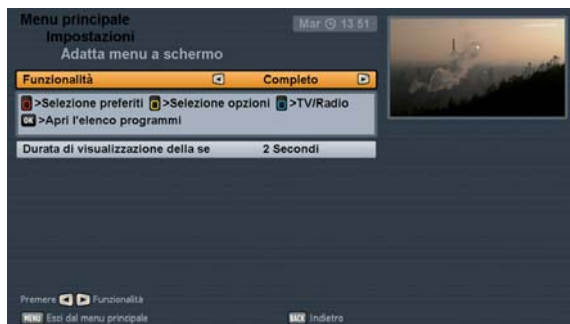 Menu principale
Mar 13 51
Impostazioni
Adatta menu a schermo
Funzionalità Completo
>Selezione preferiti >Selezione opzioni >TV/Radio
OK >Apri l'elenco programmi
Durata di visualizzazione della se 2 Secondi
Premere Funzionalità
MENU Esci dal menu principale BACK Indietro